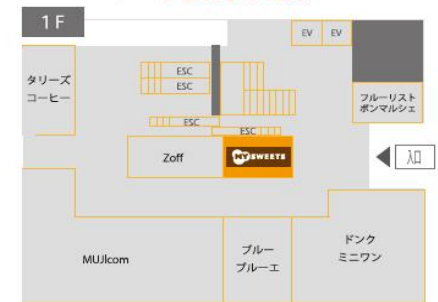 1F
EV EV
タリーズ
コーヒー
ESC
ESC
フルーリスト
ボンマルシェ
ESC
ESC
Zoff
MYSWEETS
入口
MUJIcom
ブルー
ブルーエ
ドンク
ミニワン